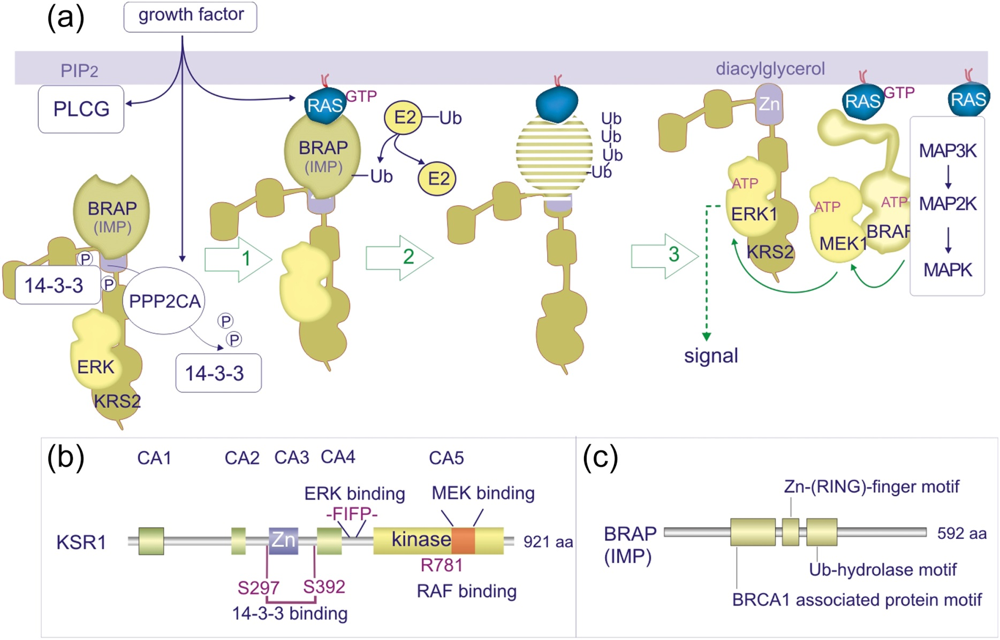 (a)
growth factor
PIP2
diacylglycerol
PLCG
RAS
GTP
E2
Ub
BRAP
(IMP)
Ub
E2
Ub
Ub
Ub
Ub
Zn
RAS
GTP
RAS
MAP3K
MAP2K
MAPK
BRAP
(IMP)
P
14-3-3
P
PPP2CA
P
P
14-3-3
ERK
KRS2
1
2
3
ATP
ERK1
KRS2
ATP
MEK1
ATP
BRAF
signal
(b)
CA1 CA2 CA3 CA4 CA5
ERK binding
-FIFP-
MEK binding
KSR1
Zn
kinase
921 aa
R781
S297 S392
RAF binding
14-3-3 binding
(c)
Zn-(RING)-finger motif
BRAP
(IMP)
592 aa
Ub-hydrolase motif
BRCA1 associated protein motif